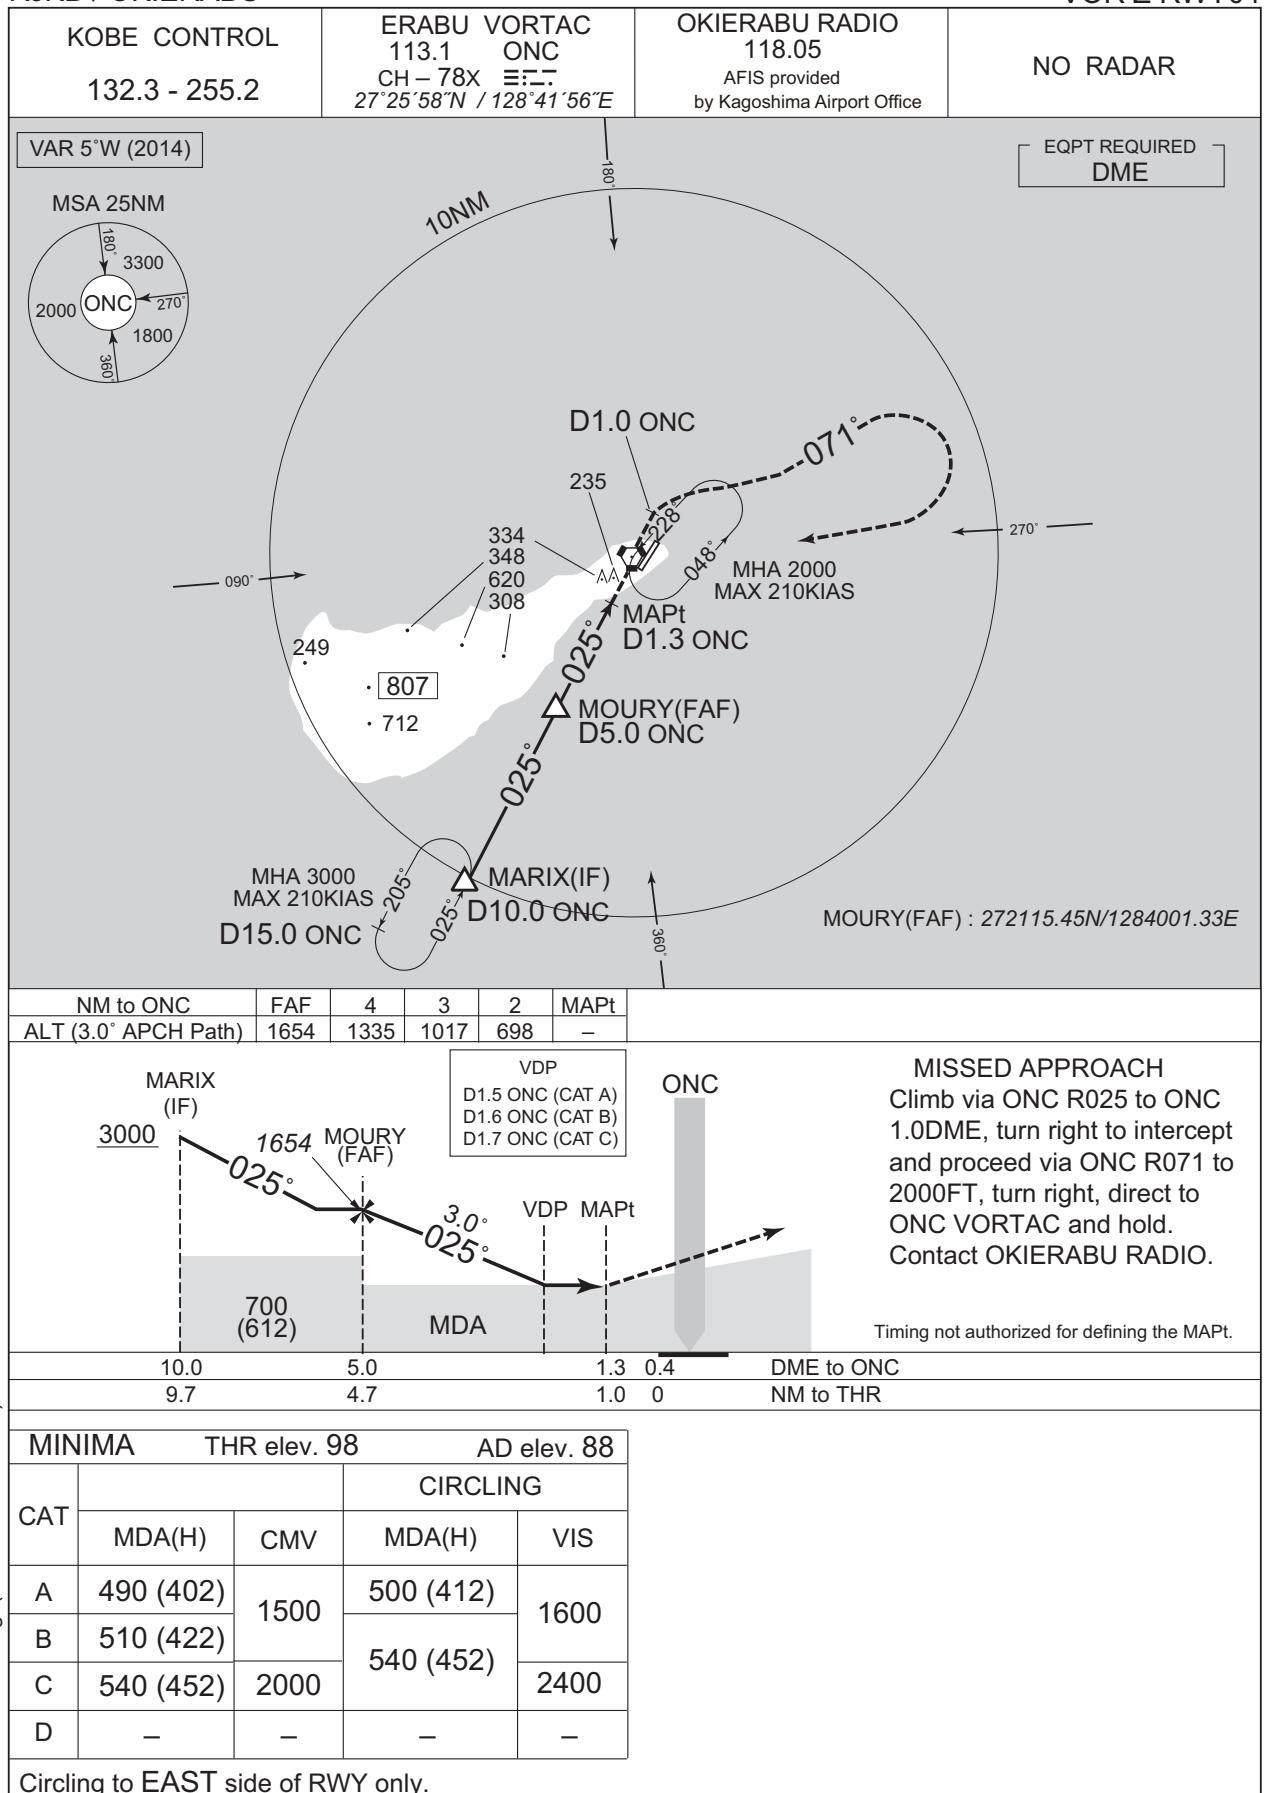 KOBE CONTROL
132.3 - 255.2
ERABU VORTAC
113.1 ONC
CH – 78X
27°25´58˝N / 128°41´56˝E
OKIERABU RADIO
118.05
AFIS provided
by Kagoshima Airport Office
NO RADAR
VAR 5°W (2014)
EQPT REQUIRED
DME
MSA 25NM
180°
3300
2000
ONC
270°
1800
360°
10NM
180°
D1.0 ONC
071°
235
228°
334
348
620
308
048°
270°
090°
MHA 2000
MAX 210KIAS
MAPt
D1.3 ONC
249
025°
807
MOURY(FAF)
D5.0 ONC
712
025°
MHA 3000
MAX 210KIAS
205°
025°
MARIX(IF)
D10.0 ONC
D15.0 ONC
360°
MOURY(FAF) : 272115.45N/1284001.33E
NM to ONC FAF 4 3 2 MAPt
ALT (3.0° APCH Path) 1654 1335 1017 698 –
MARIX
(IF)
3000
025°
1654
MOURY
(FAF)
VDP
D1.5 ONC (CAT A)
D1.6 ONC (CAT B)
D1.7 ONC (CAT C)
ONC
3.0°
025°
VDP MAPt
700
(612)
MDA
MISSED APPROACH
Climb via ONC R025 to ONC
1.0DME, turn right to intercept
and proceed via ONC R071 to
2000FT, turn right, direct to
ONC VORTAC and hold.
Contact OKIERABU RADIO.
Timing not authorized for defining the MAPt.
10.0 5.0 1.3 0.4 DME to ONC
9.7 4.7 1.0 0 NM to THR
MINIMA THR elev. 98 AD elev. 88
CAT CIRCLING
MDA(H) CMV MDA(H) VIS
A 490 (402) 1500 500 (412) 1600
B 510 (422) 540 (452)
C 540 (452) 2000 2400
D – – – –
Circling to EAST side of RWY only.